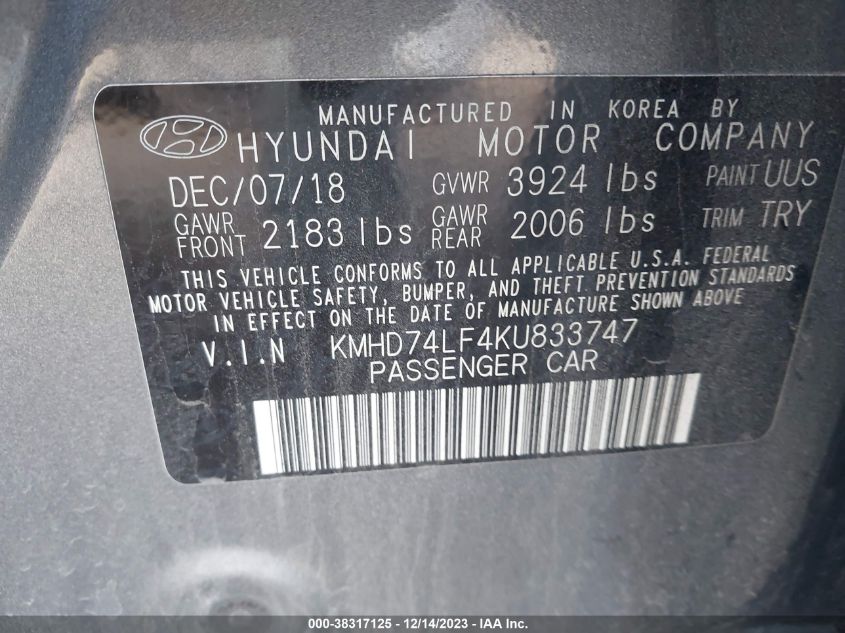 MANUFACTURED IN KOREA BY
HYUNDAI MOTOR COMPANY
DEC/07/18 GVWR 3924 lbs PAINT UUS
GAWR FRONT 2183 lbs GAWR REAR 2006 lbs TRIM TRY
THIS VEHICLE CONFORMS TO ALL APPLICABLE U.S.A. FEDERAL
MOTOR VEHICLE SAFETY, BUMPER, AND THEFT PREVENTION STANDARDS
IN EFFECT ON THE DATE OF MANUFACTURE SHOWN ABOVE
V.I.N KMHD74LF4KU833747
PASSENGER CAR
000-38317125 - 12/14/2023 - IAA Inc.